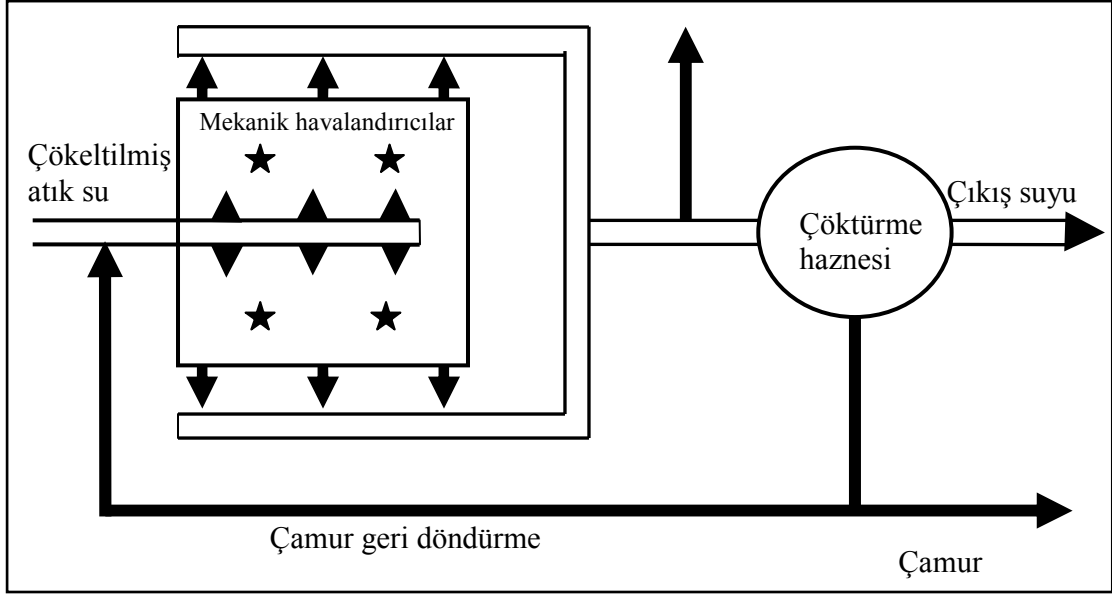 Mekanik havalandırıcılar
Çökeltilmiş
atık su
Çöktürme
haznesi
Çıkış suyu
Çamur geri döndürme
Çamur